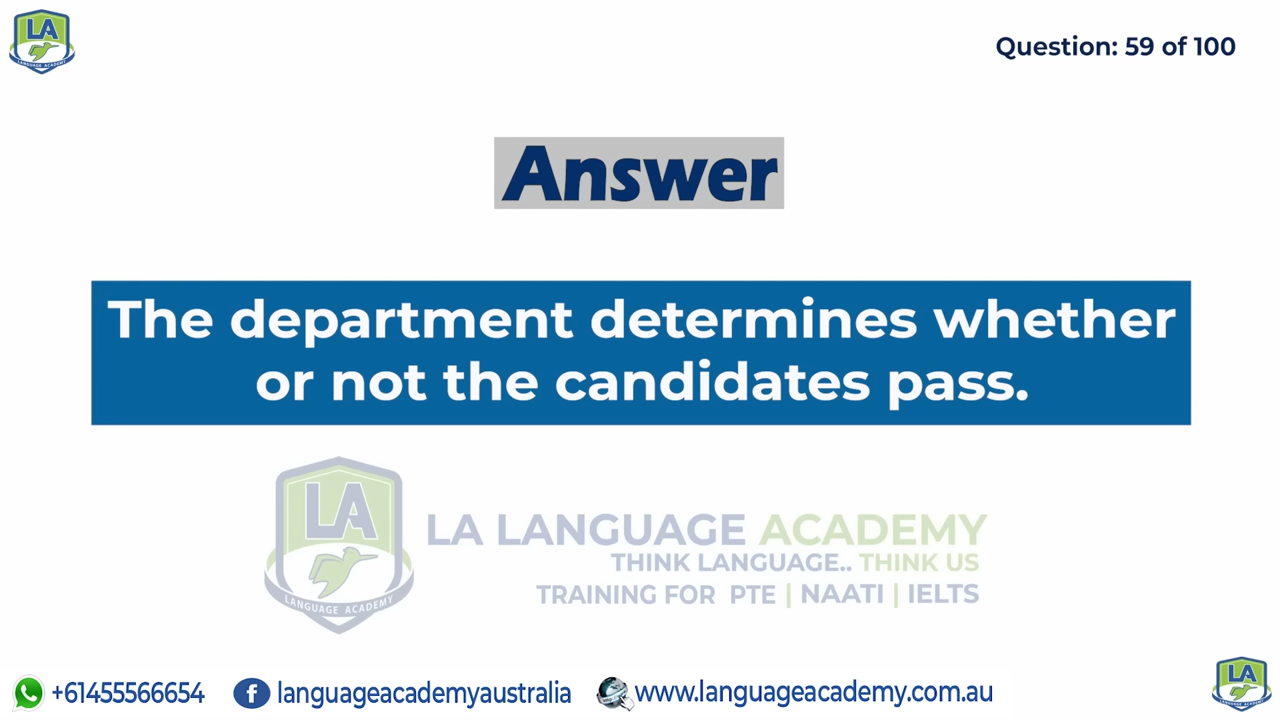 LA
LANGUAGE ACADEMY
Question: 59 of 100
Answer
The department determines whether
or not the candidates pass.
LA
LANGUAGE ACADEMY
LA LANGUAGE ACADEMY
THINK LANGUAGE.. THINK US
TRAINING FOR PTE | NAATI | IELTS
+61455566654
languageacademyaustralia
www.languageacademy.com.au
LA
LANGUAGE ACADEMY